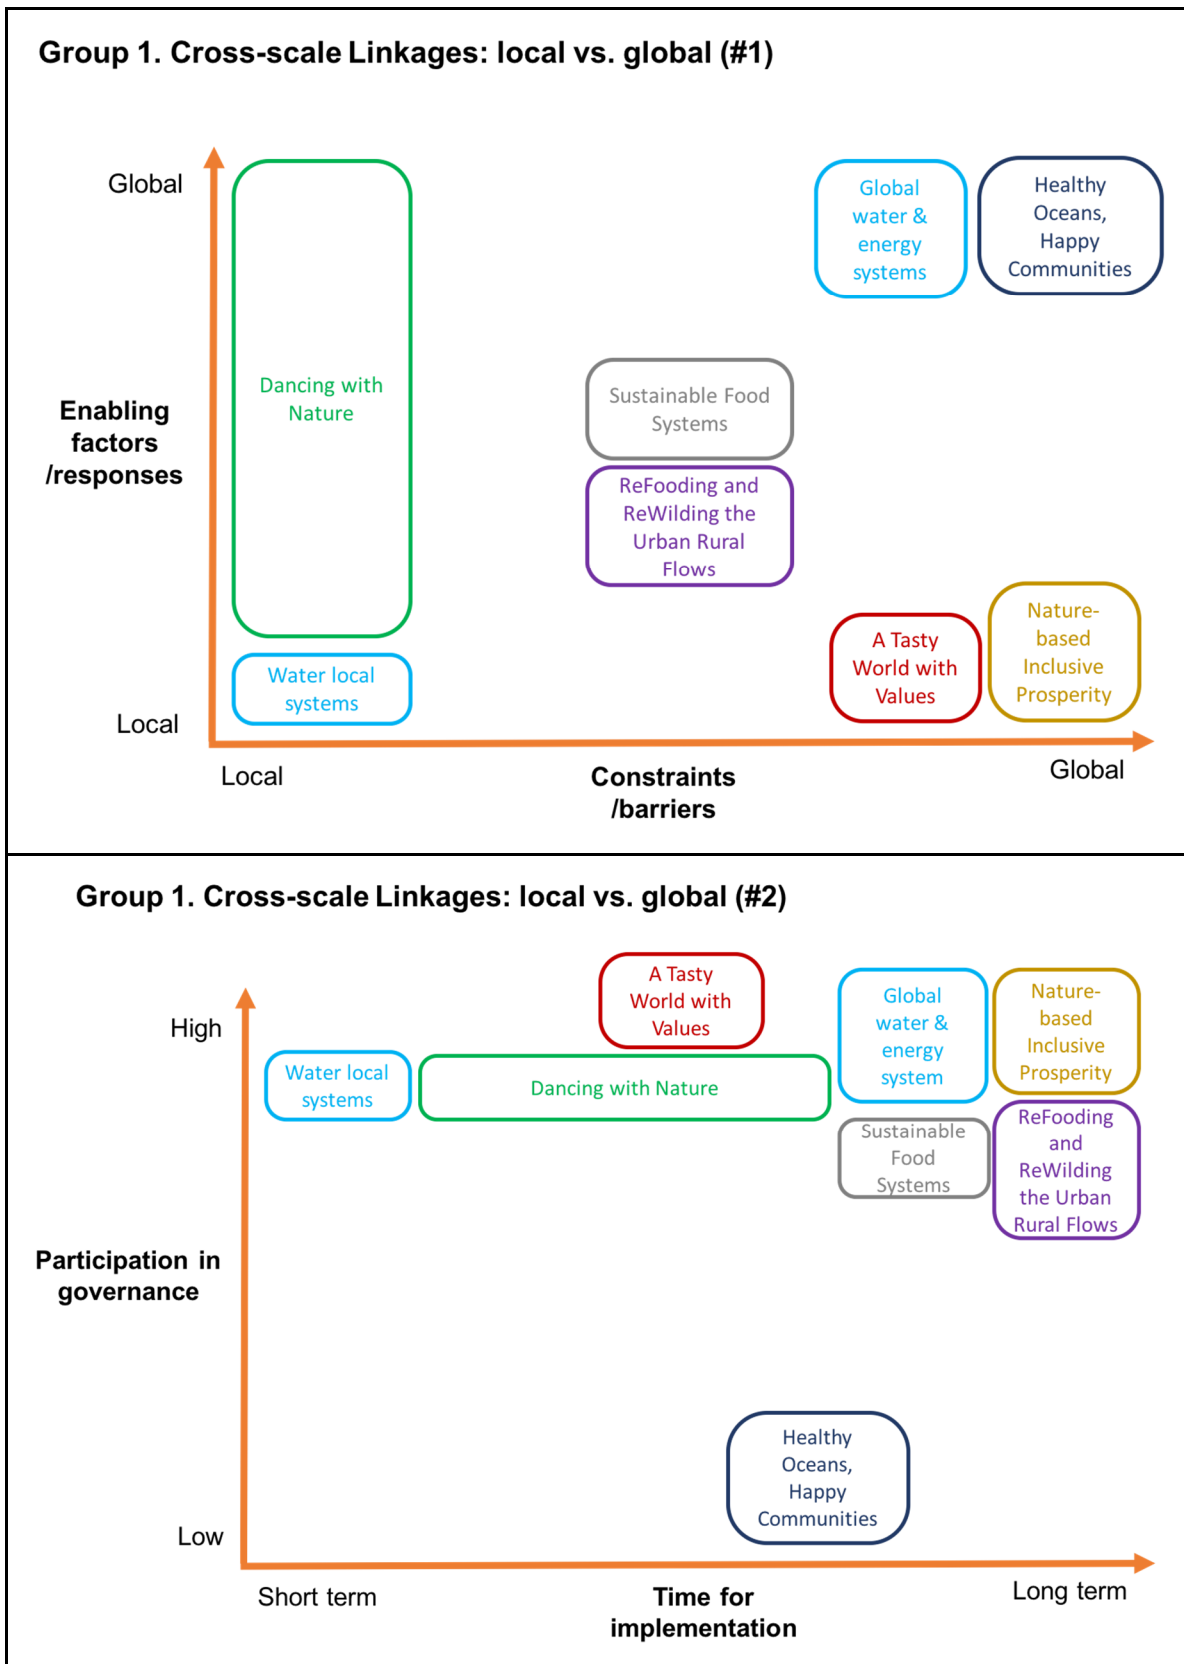 Group 1. Cross-scale Linkages: local vs. global (#1)
Global
Global
water &
energy
systems
Healthy
Oceans,
Happy
Communities
Dancing with
Nature
Enabling
factors
/responses
Sustainable Food
Systems
ReFooding and
ReWilding the
Urban Rural
Flows
Water local
systems
A Tasty
World with
Values
Nature-
based
Inclusive
Prosperity
Local
Local
Constraints
/barriers
Global
Group 1. Cross-scale Linkages: local vs. global (#2)
High
A Tasty
World with
Values
Global
water &
energy
system
Nature-
based
Inclusive
Prosperity
Water local
systems
Dancing with Nature
Sustainable
Food
Systems
ReFooding
and
ReWilding
the Urban
Rural Flows
Participation in
governance
Healthy
Oceans,
Happy
Communities
Low
Short term
Time for
implementation
Long term